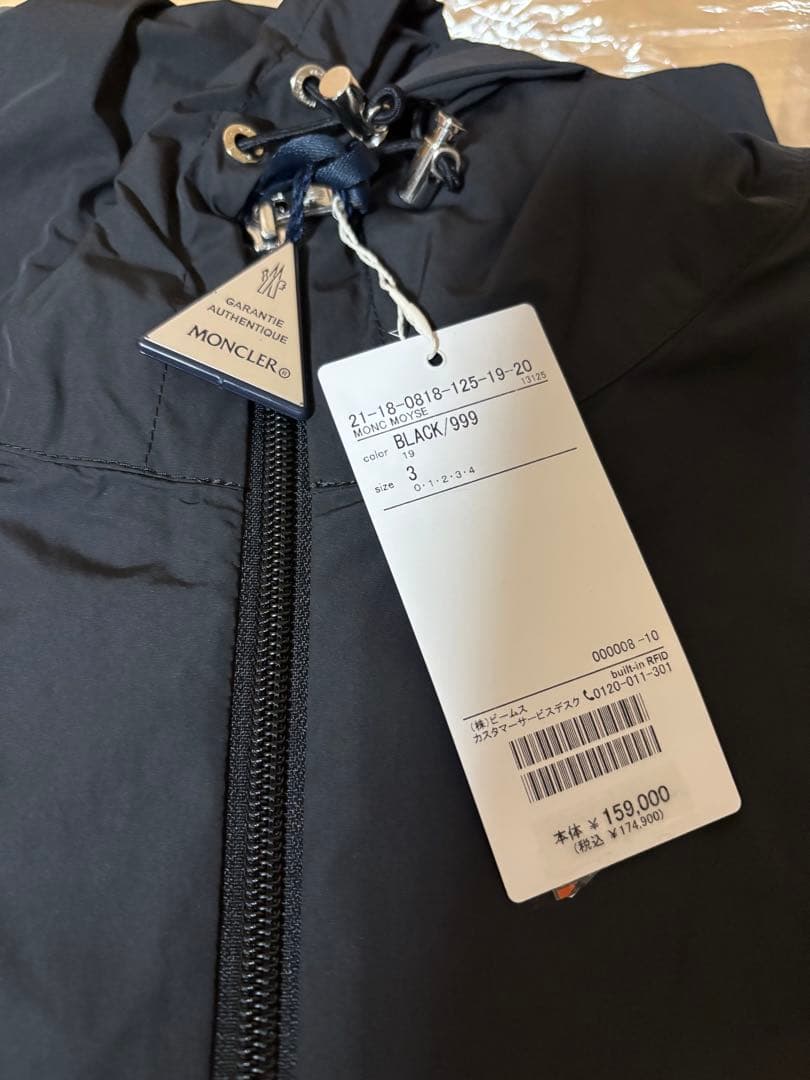 GARANTIE
AUTHENTIQUE
MONCLER®
21-18-0818-125-19-20
MONC MOYSE 13125
color BLACK/999
19
size 3
0・1・2・3・4
000008 -10
built-in RFID
(株)ビームス
カスタマーサービスデスク 0120-011-301
本体 ¥159,000
(税込 ¥174,900)